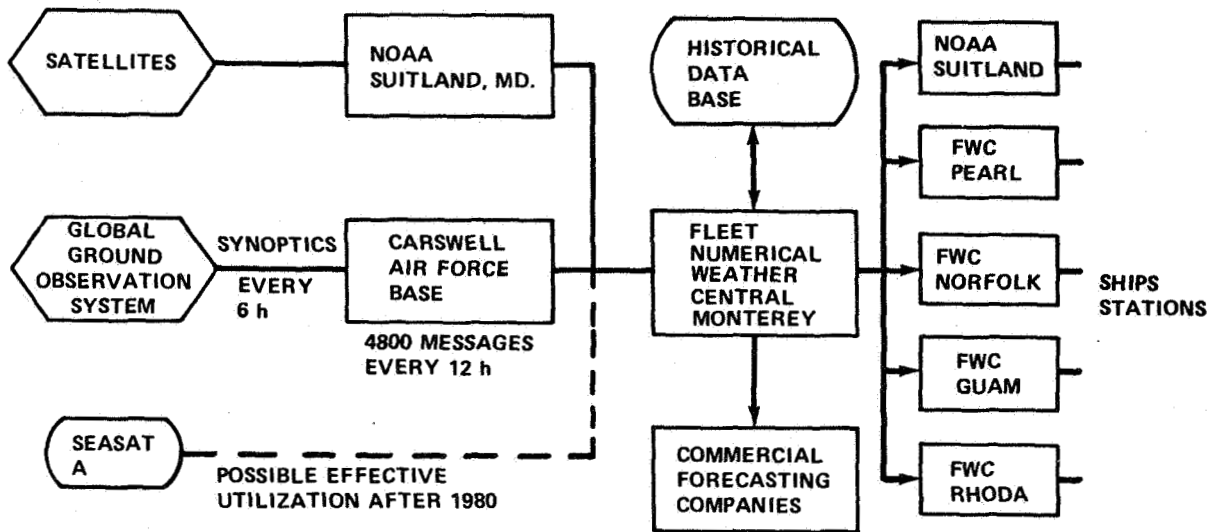 SATELLITES
NOAA
SUITLAND, MD.
HISTORICAL
DATA
BASE
NOAA
SUITLAND
FWC
PEARL
GLOBAL
GROUND
OBSERVATION
SYSTEM
SYNOPTICS
EVERY
6 h
CARSWELL
AIR FORCE
BASE
4800 MESSAGES
EVERY 12 h
FLEET
NUMERICAL
WEATHER
CENTRAL
MONTEREY
FWC
NORFOLK
SHIPS
STATIONS
FWC
GUAM
SEASAT
A
POSSIBLE EFFECTIVE
UTILIZATION AFTER 1980
COMMERCIAL
FORECASTING
COMPANIES
FWC
RHODA